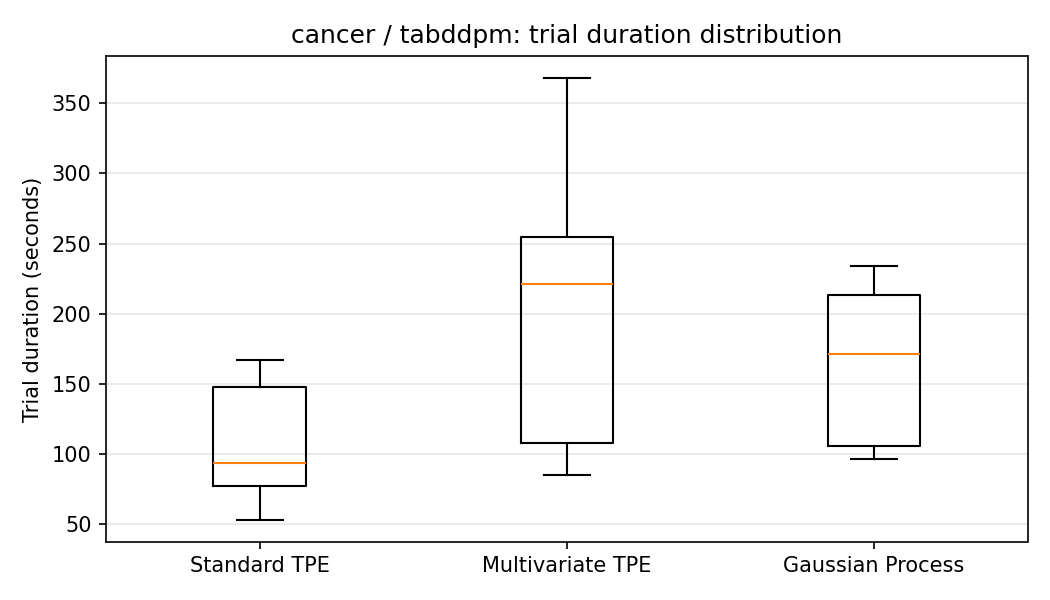 cancer / tabddpm: trial duration distribution
Trial duration (seconds)
350
300
250
200
150
100
50
Standard TPE
Multivariate TPE
Gaussian Process